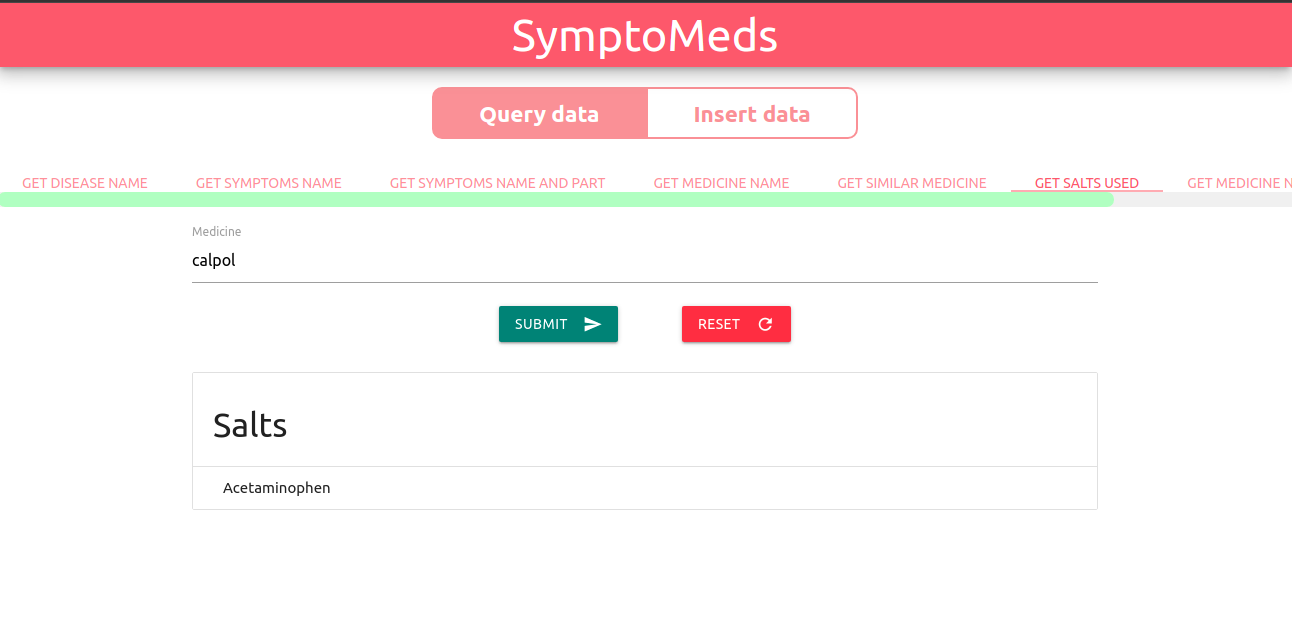 SymptoMeds
Query data Insert data
GET DISEASE NAME GET SYMPTOMS NAME GET SYMPTOMS NAME AND PART GET MEDICINE NAME GET SIMILAR MEDICINE GET SALTS USED GET MEDICINE N
Medicine
calpol
SUBMIT RESET
Salts
Acetaminophen